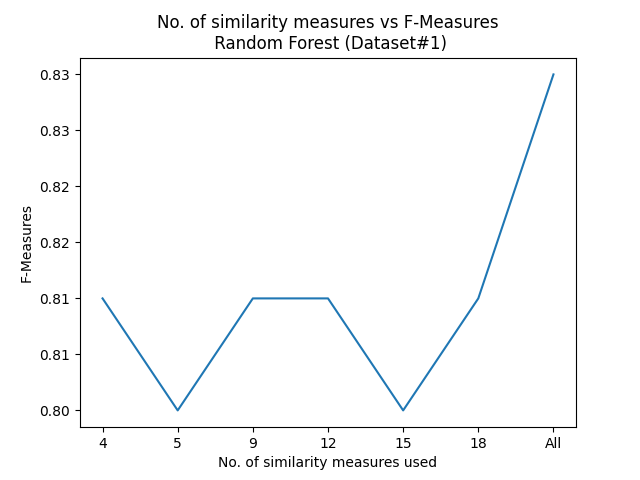 No. of similarity measures vs F-Measures
Random Forest (Dataset#1)
0.83
0.83
0.82
0.82
0.81
0.81
0.80
F-Measures
4 5 9 12 15 18 All
No. of similarity measures used